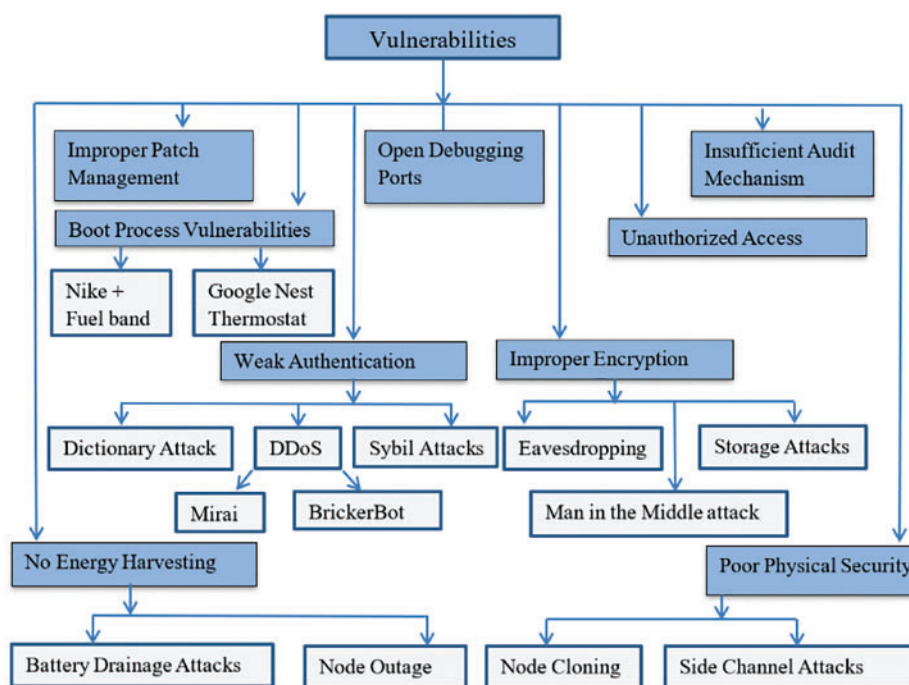 Vulnerabilities
Improper Patch
Management
Open Debugging
Ports
Insufficient Audit
Mechanism
Boot Process Vulnerabilities
Unauthorized Access
Nike +
Fuel band
Google Nest
Thermostat
Weak Authentication
Improper Encryption
Dictionary Attack
DDoS
Sybil Attacks
Eavesdropping
Storage Attacks
Mirai
BrickerBot
Man in the Middle attack
No Energy Harvesting
Poor Physical Security
Battery Drainage Attacks
Node Outage
Node Cloning
Side Channel Attacks